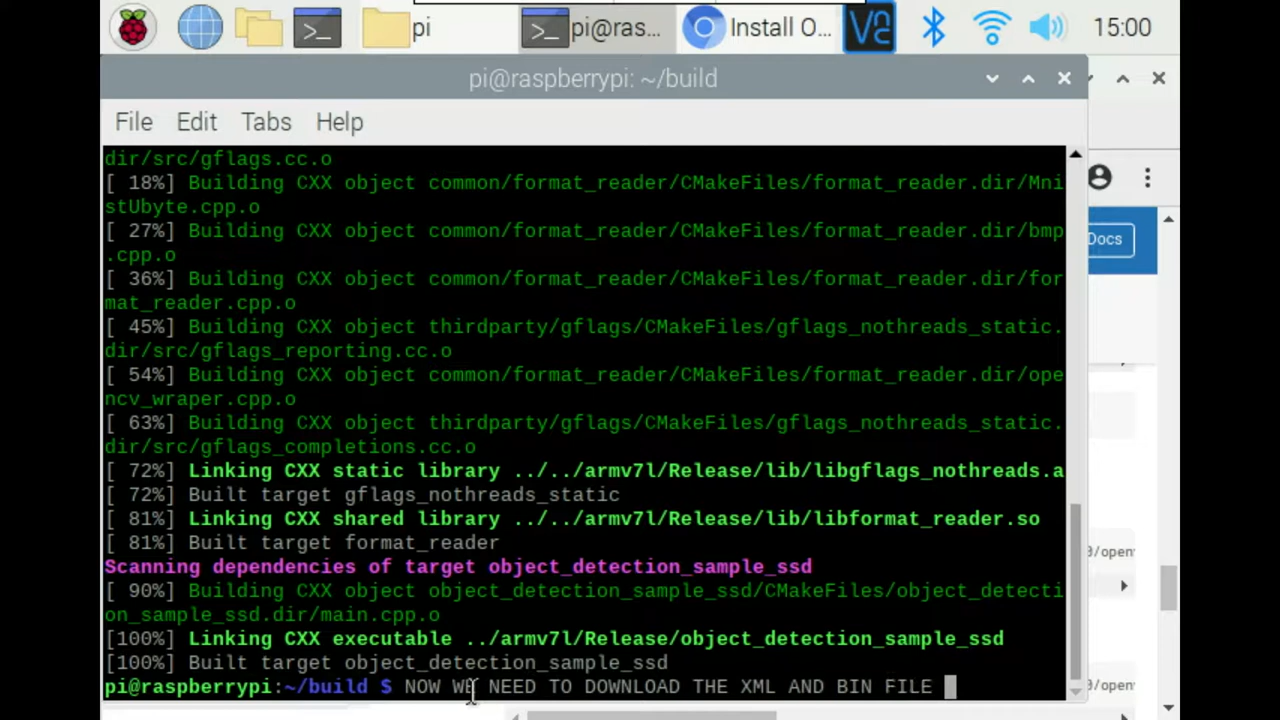 pi
pi@ras...
Install O...
15:00
pi@raspberrypi: ~/build
File Edit Tabs Help
dir/src/gflags.cc.o
[ 18%] Building CXX object common/format_reader/CMakeFiles/format_reader.dir/Mni
stUbyte.cpp.o
[ 27%] Building CXX object common/format_reader/CMakeFiles/format_reader.dir/bmp
.cpp.o
[ 36%] Building CXX object common/format_reader/CMakeFiles/format_reader.dir/for
mat_reader.cpp.o
[ 45%] Building CXX object thirdparty/gflags/CMakeFiles/gflags_nothreads_static.
dir/src/gflags_reporting.cc.o
[ 54%] Building CXX object common/format_reader/CMakeFiles/format_reader.dir/ope
ncv_wraper.cpp.o
[ 63%] Building CXX object thirdparty/gflags/CMakeFiles/gflags_nothreads_static.
dir/src/gflags_completions.cc.o
[ 72%] Linking CXX static library ../../armv7l/Release/lib/libgflags_nothreads.a
[ 72%] Built target gflags_nothreads_static
[ 81%] Linking CXX shared library ../../armv7l/Release/lib/libformat_reader.so
[ 81%] Built target format_reader
Scanning dependencies of target object_detection_sample_ssd
[ 90%] Building CXX object object_detection_sample_ssd/CMakeFiles/object_detecti
on_sample_ssd.dir/main.cpp.o
[100%] Linking CXX executable ../armv7l/Release/object_detection_sample_ssd
[100%] Built target object_detection_sample_ssd
pi@raspberrypi:~/build $ NOW WE NEED TO DOWNLOAD THE XML AND BIN FILE
Docs
/open
/open